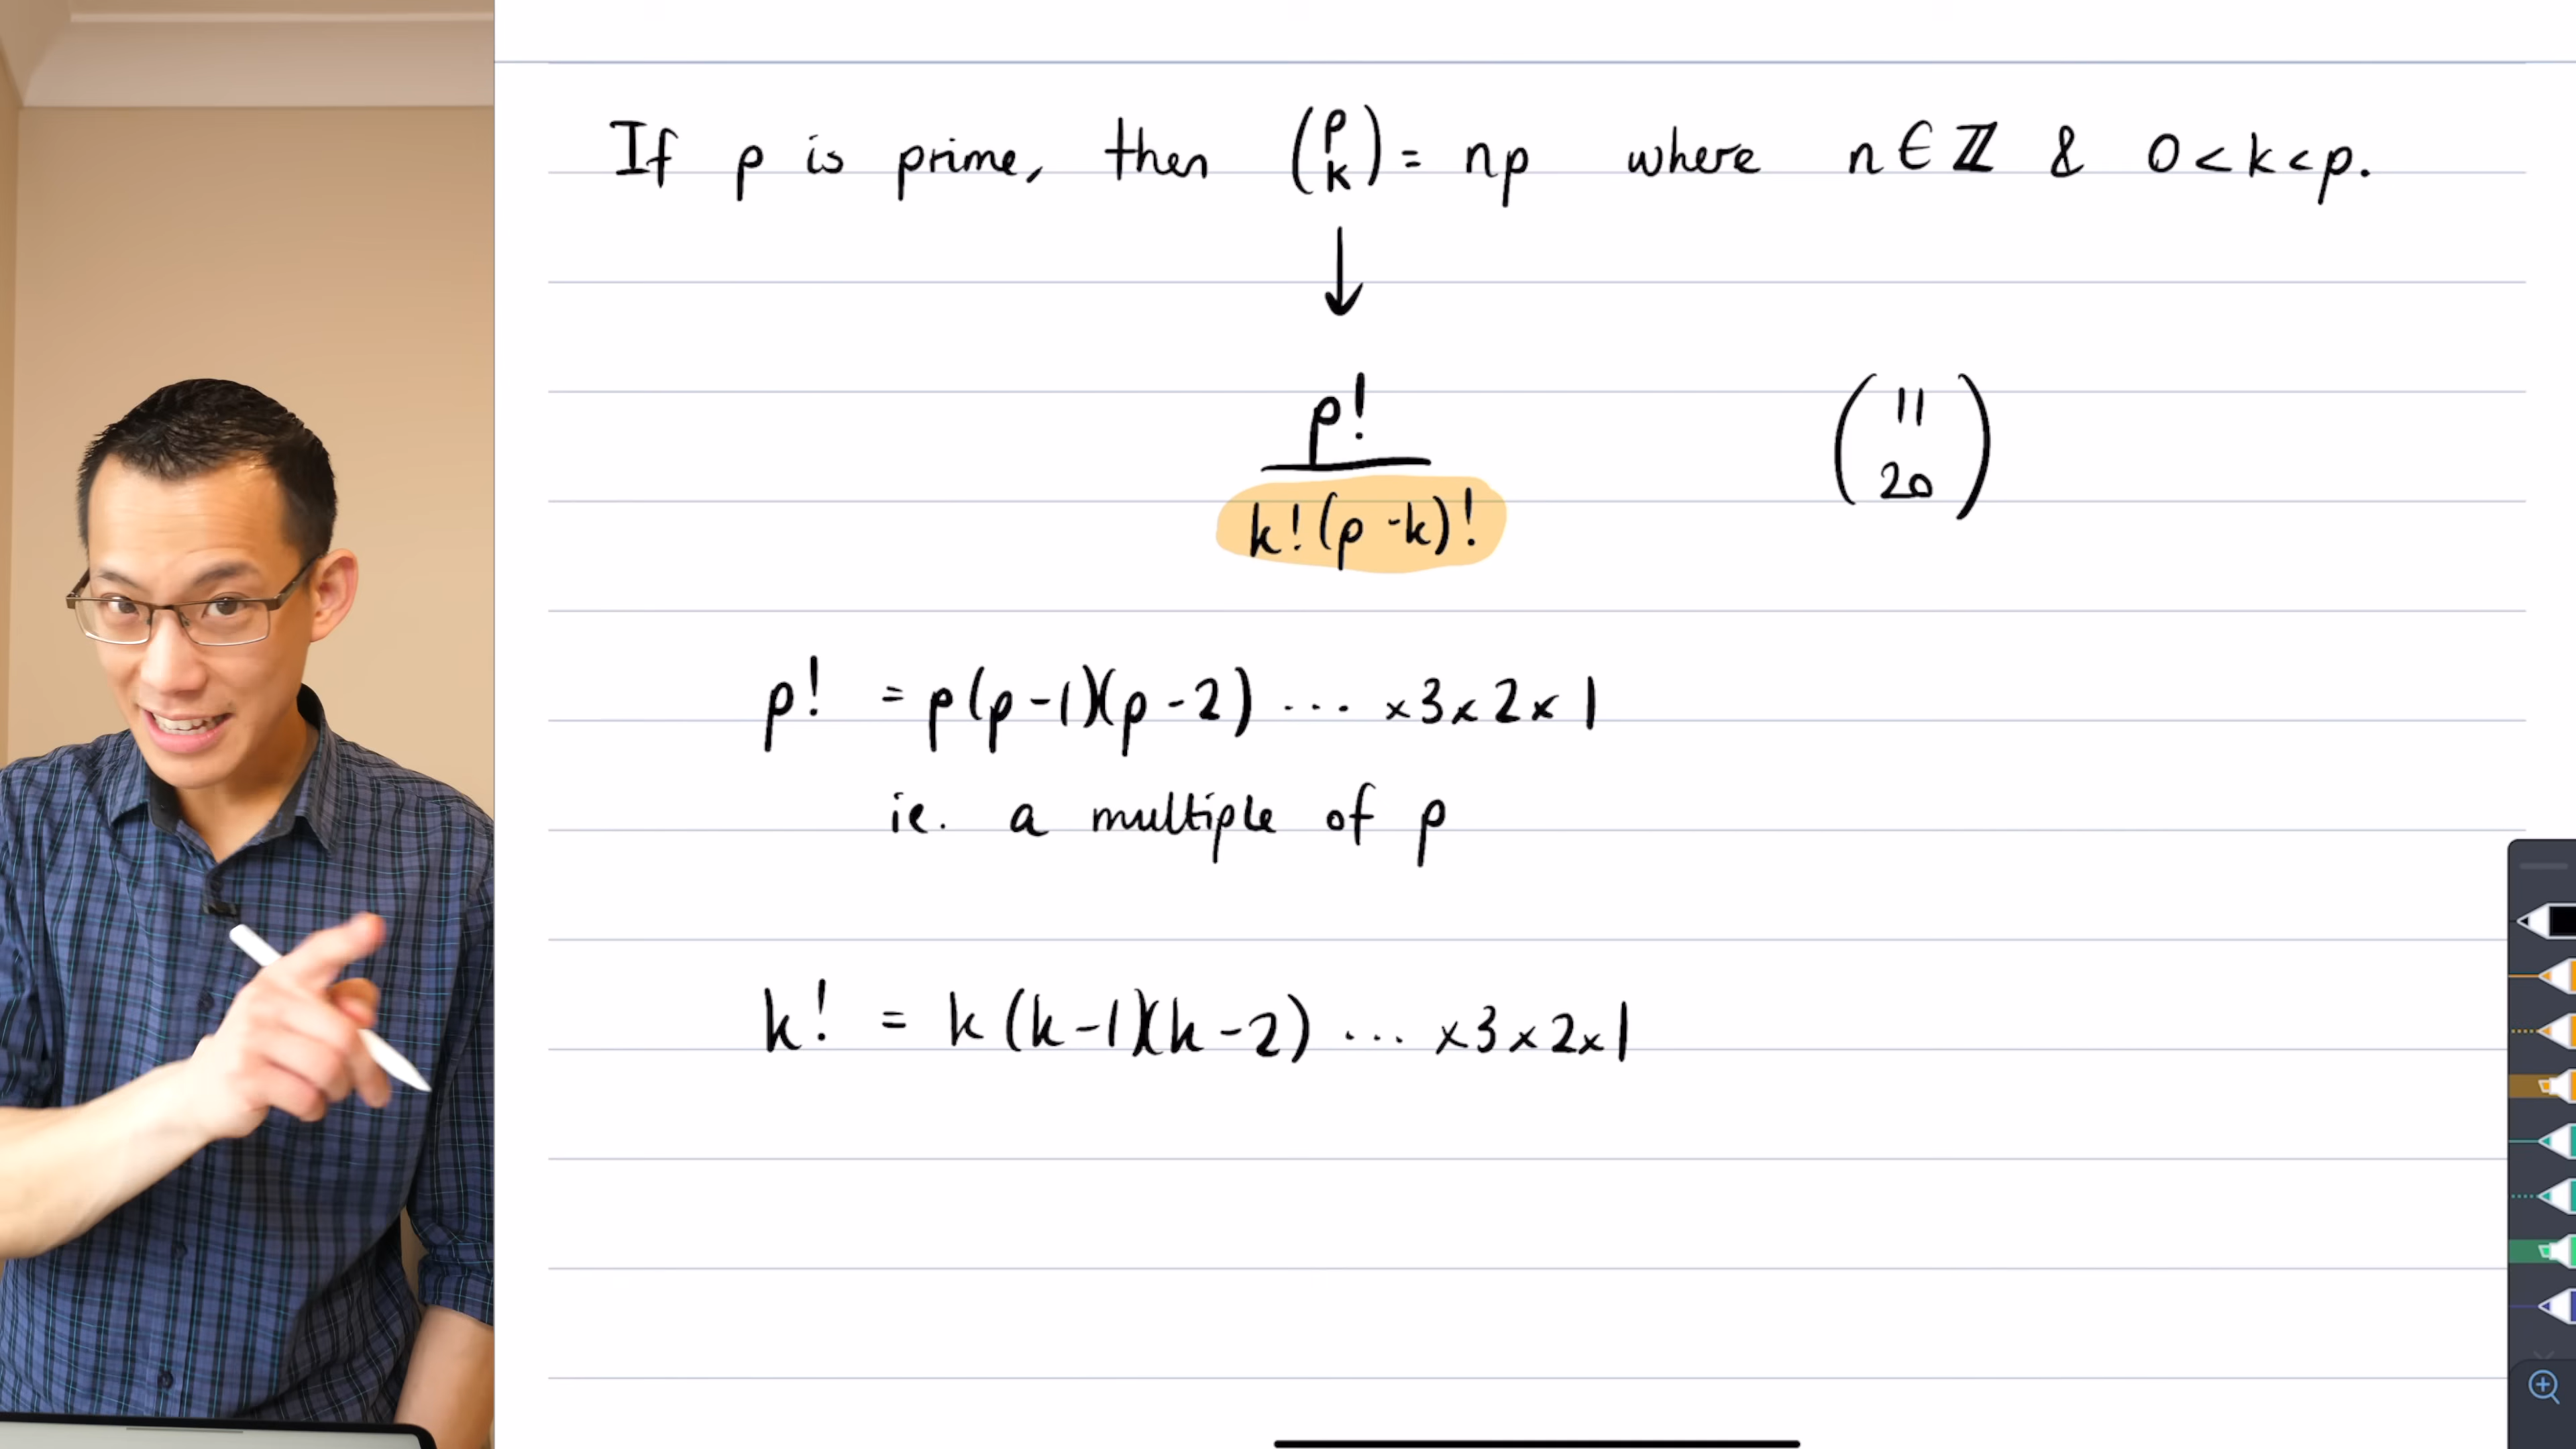 If p is prime, then (p k) = np where n ∈ ℤ & 0 < k < p.
↓
p!
k!(p-k)!
(11 20)
p! = p(p-1)(p-2) ... ×3×2×1
ie. a multiple of p
k! = k(k-1)(k-2) ... ×3×2×1